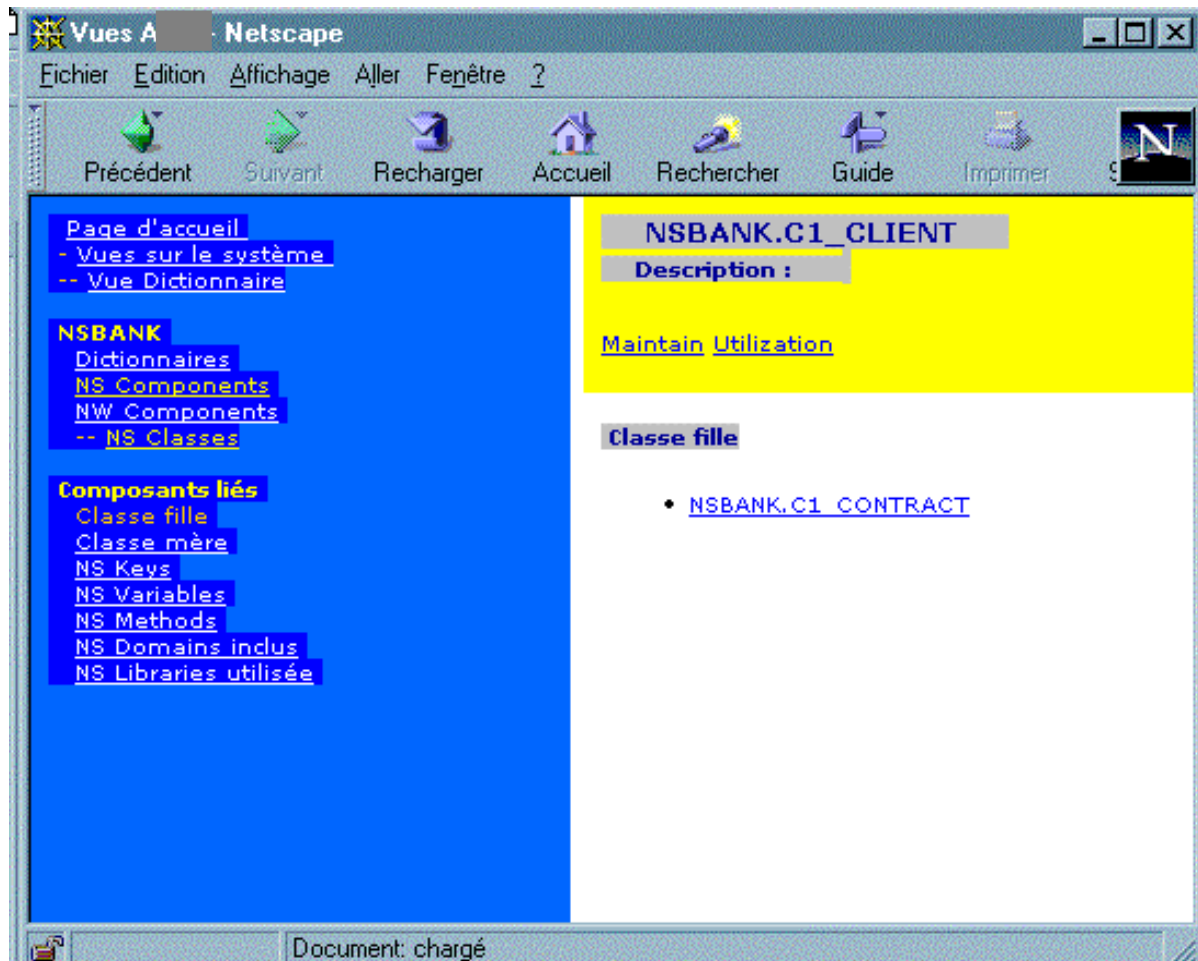 Vues A - Netscape
Fichier Edition Affichage Aller Fenêtre ?
Précédent Suivant Recharger Accueil Rechercher Guide Imprimer
N
Page d'accueil
- Vues sur le système
-- Vue Dictionnaire
NSBANK
Dictionnaires
NS Components
NW Components
-- NS Classes
Composants liés
Classe fille
Classe mère
NS Keys
NS Variables
NS Methods
NS Domains inclus
NS Libraries utilisée
NSBANK.C1_CLIENT
Description :
Maintain Utilization
Classe fille
• NSBANK.C1_CONTRACT
Document: chargé